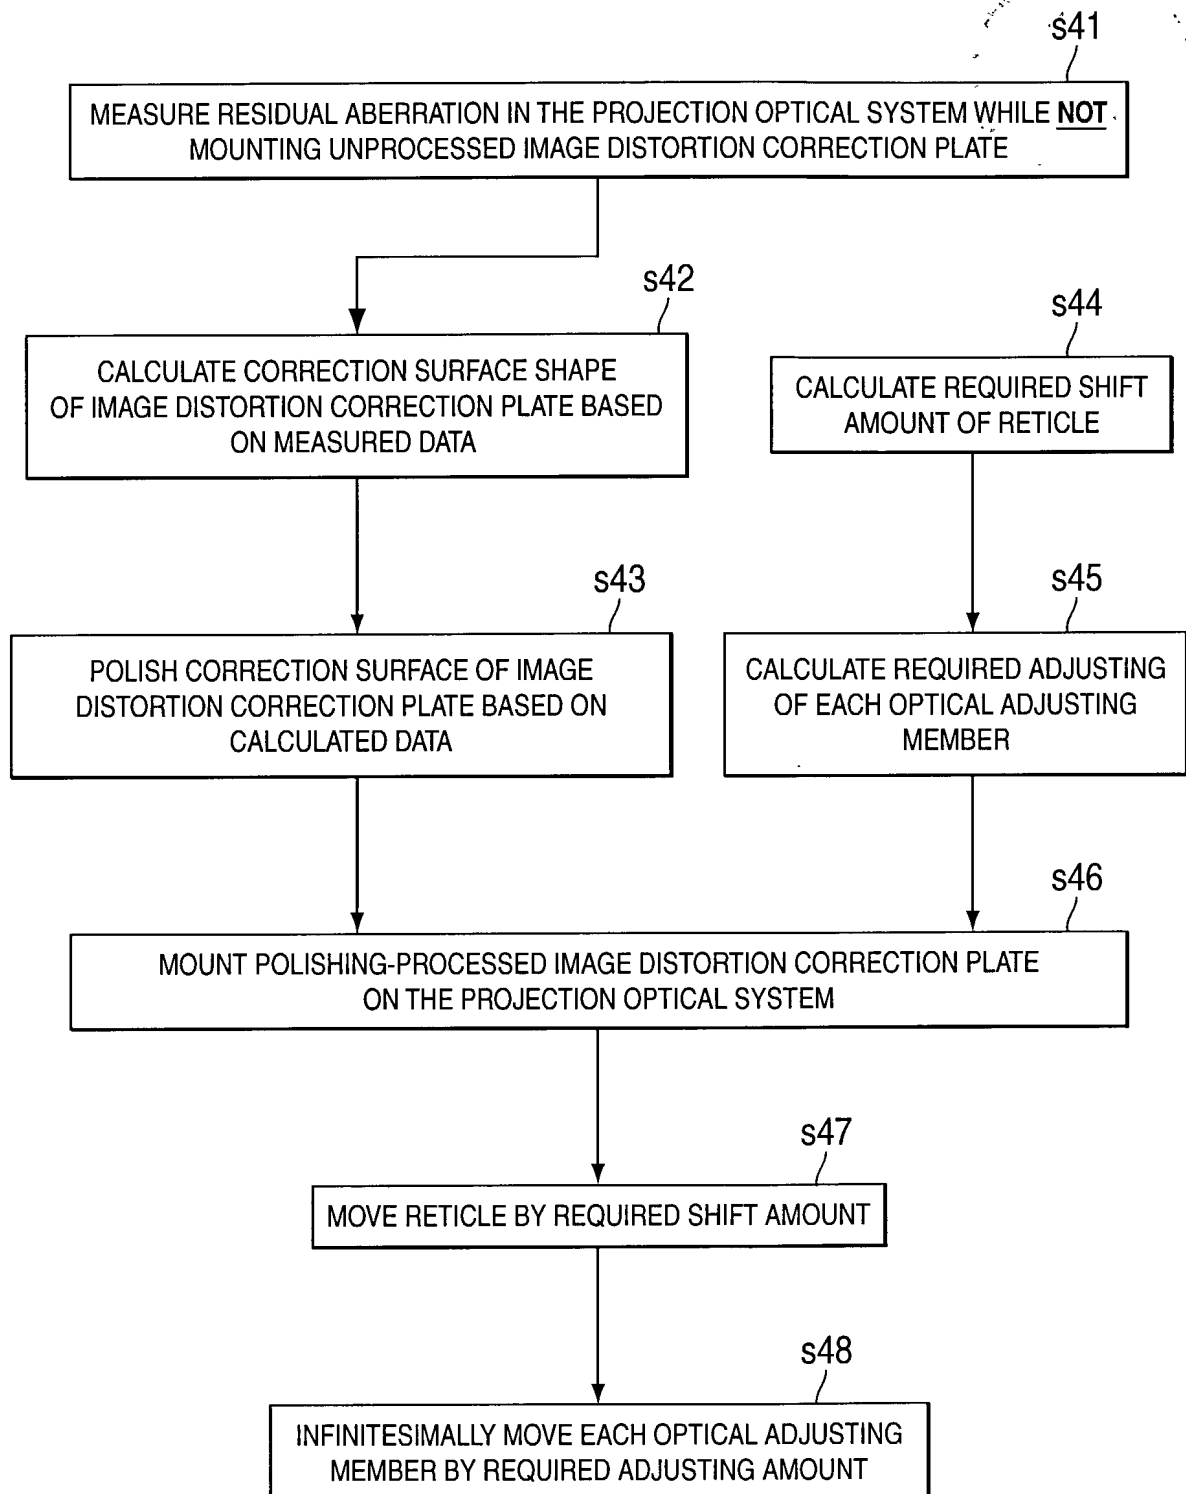 s41
MEASURE RESIDUAL ABERRATION IN THE PROJECTION OPTICAL SYSTEM WHILE NOT
MOUNTING UNPROCESSED IMAGE DISTORTION CORRECTION PLATE
s42
CALCULATE CORRECTION SURFACE SHAPE
OF IMAGE DISTORTION CORRECTION PLATE BASED
ON MEASURED DATA
s44
CALCULATE REQUIRED SHIFT
AMOUNT OF RETICLE
s43
POLISH CORRECTION SURFACE OF IMAGE
DISTORTION CORRECTION PLATE BASED ON
CALCULATED DATA
s45
CALCULATE REQUIRED ADJUSTING
OF EACH OPTICAL ADJUSTING
MEMBER
s46
MOUNT POLISHING-PROCESSED IMAGE DISTORTION CORRECTION PLATE
ON THE PROJECTION OPTICAL SYSTEM
s47
MOVE RETICLE BY REQUIRED SHIFT AMOUNT
s48
INFINITESIMALLY MOVE EACH OPTICAL ADJUSTING
MEMBER BY REQUIRED ADJUSTING AMOUNT